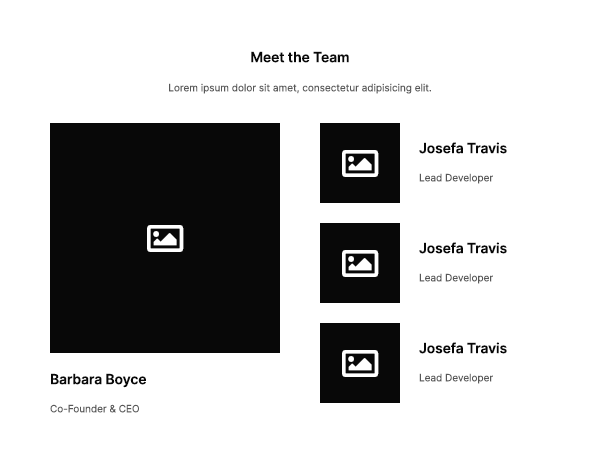 Meet the Team
Lorem ipsum dolor sit amet, consectetur adipisicing elit.
Barbara Boyce
Co-Founder & CEO
Josefa Travis
Lead Developer
Josefa Travis
Lead Developer
Josefa Travis
Lead Developer